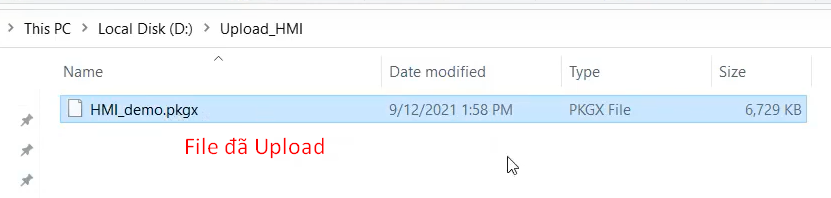 This PC > Local Disk (D:) > Upload_HMI
Name Date modified Type Size
HMI_demo.pkgx 9/12/2021 1:58 PM PKGX File 6,729 KB
File đã Upload